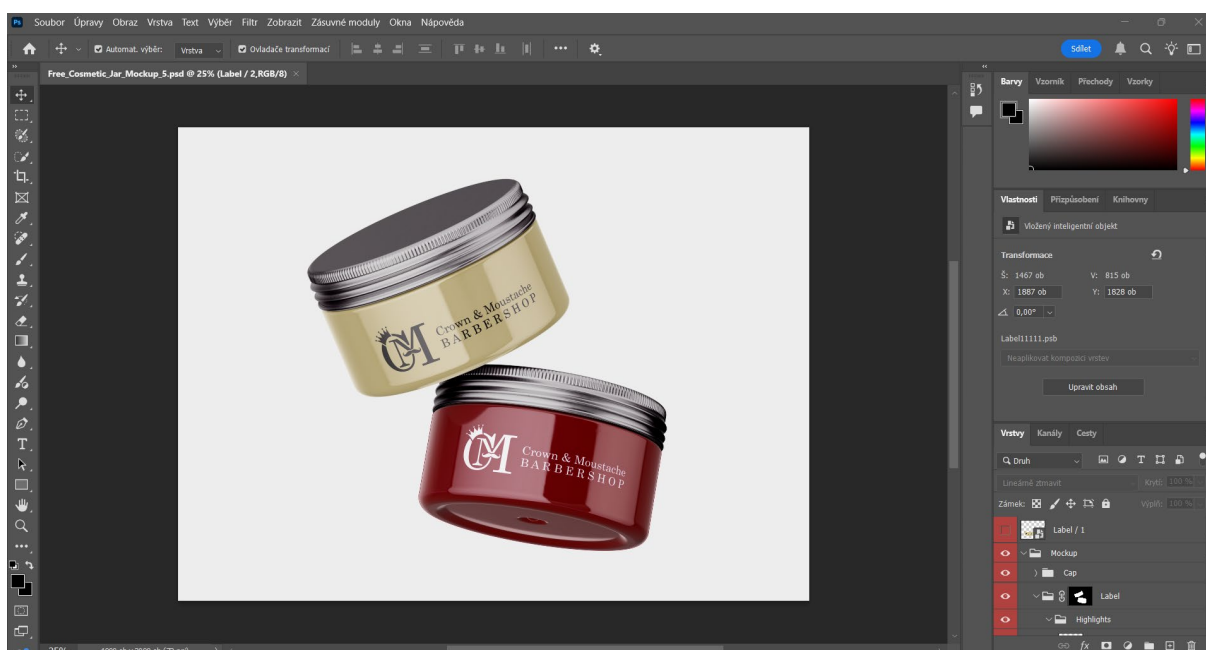 Ps Soubor Úpravy Obraz Vrstva Text Výběr Filtr Zobrazit Zásuvné moduly Okna Nápověda
Automat. výběr: Vrstva Ovladače transformací Sdílet
Free_Cosmetic_Jar_Mockup_5.psd @ 25% (Label / 2,RGB/8) ×
Barvy Vzorník Přechody Vzorky
Vlastnosti Přizpůsobení Knihovny
Vložený inteligentní objekt
Transformace
Š: 1467 ob V: 815 ob
X: 1887 ob Y: 1828 ob
0,00°
Label11111.psb
Neaplikovat kompozici vrstev
Upravit obsah
CM Crown & Moustache
BARBERSHOP
CM Crown & Moustache
BARBERSHOP
Vrstvy Kanály Cesty
Druh
Lineárně ztmavit Krytí: 100 %
Zámek: Výplň: 100 %
Label / 1
Mockup
Cap
Label
Highlights
fx